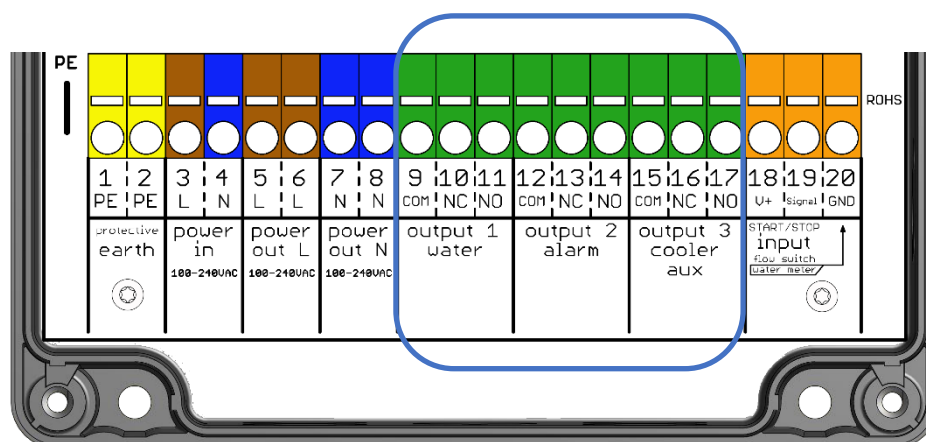 PE
ROHS
1 2 3 4 5 6 7 8 9 10 11 12 13 14 15 16 17 18 19 20
PE PE L N L L N N COM NC NO COM NC NO COM NC NO V+ Signal GND
protective
earth
power
in
100-240VAC
power
out L
100-240VAC
power
out N
100-240VAC
output 1
water
output 2
alarm
output 3
cooler
aux
START/STOP
input
flow switch
water meter